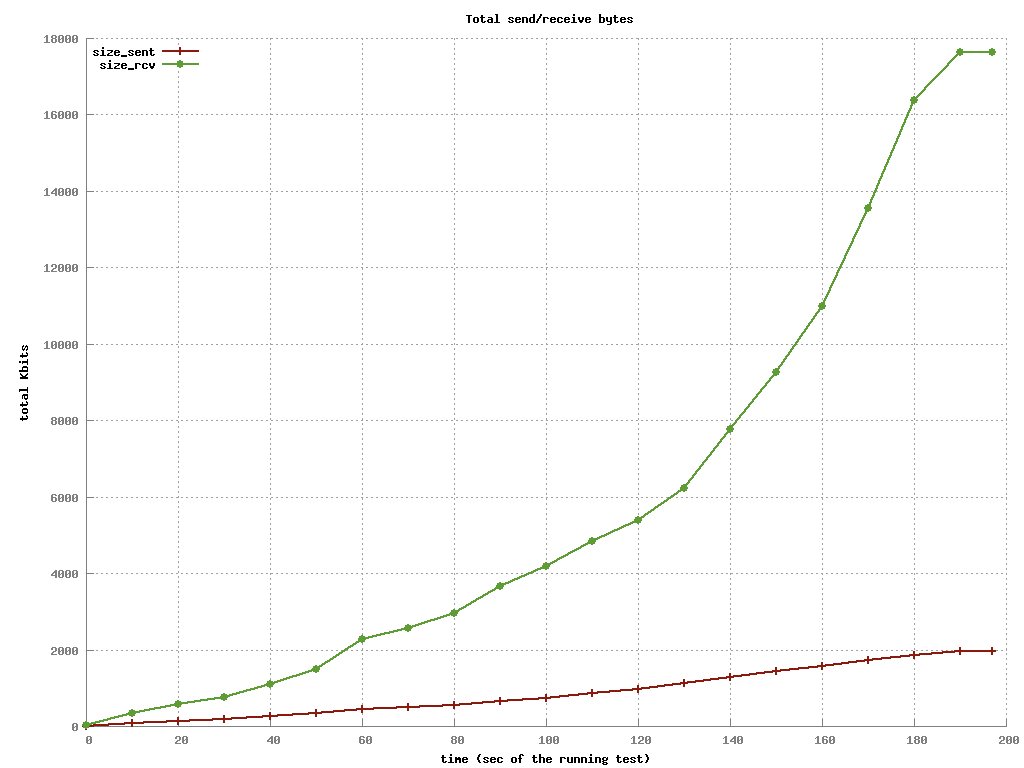 Total send/receive bytes
size_sent
size_rcv
18000
16000
14000
12000
10000
8000
6000
4000
2000
0
total Kbits
0 20 40 60 80 100 120 140 160 180 200
time (sec of the running test)